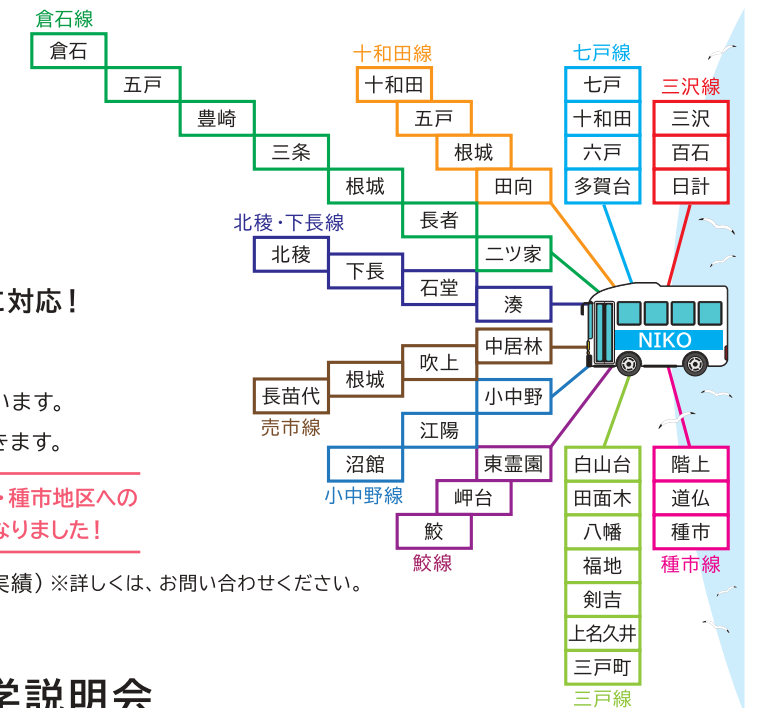 倉石線
倉石
五戸
豊崎
三条
根城
長者
二ツ家
十和田線
十和田
五戸
根城
田向
七戸線
七戸
十和田
六戸
多賀台
三沢線
三沢
百石
日計
北稜・下長線
北稜
下長
石堂
湊
NIKO
中居林
吹上
根城
長苗代
売市線
小中野
江陽
沼館
小中野線
東霊園
岬台
鮫
鮫線
白山台
田面木
八幡
福地
剣吉
上名久井
三戸町
三戸線
階上
道仏
種市
種市線
対応！
います。
きます。
・種市地区への
なりました！
実績）※詳しくは、お問い合わせください。
学説明会